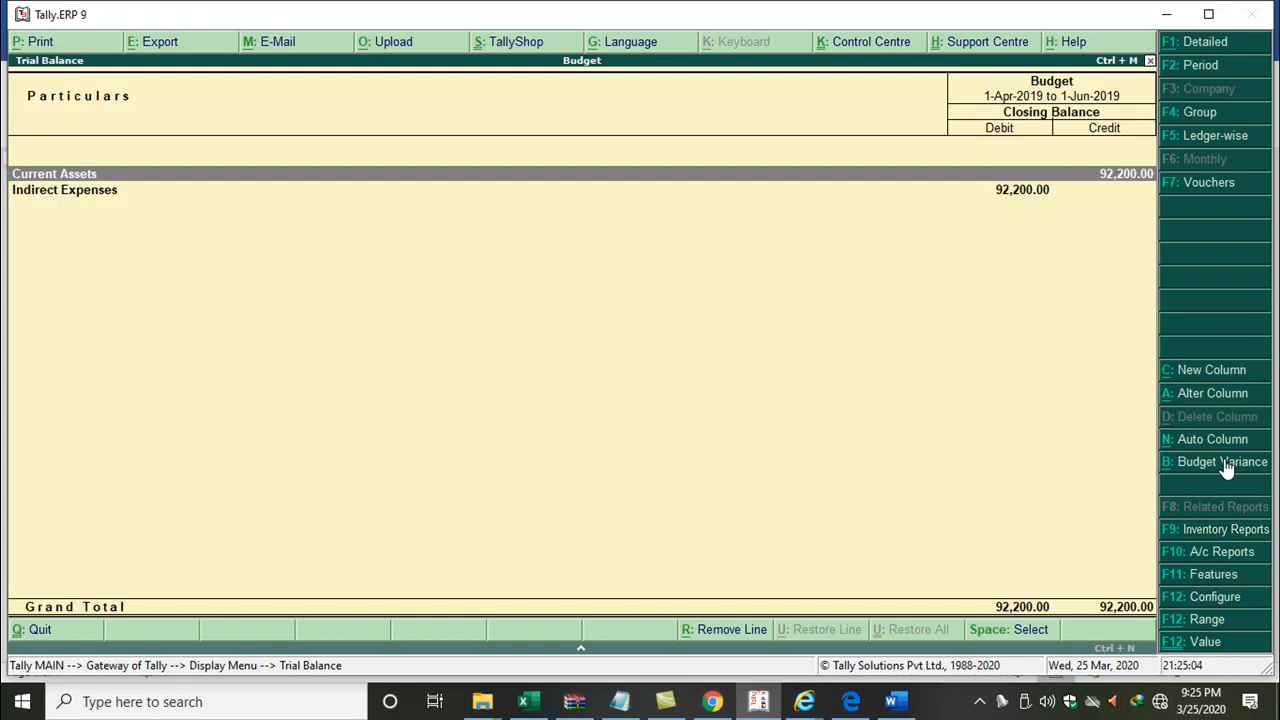 Tally.ERP 9
P: Print
E: Export
M: E-Mail
O: Upload
S: TallyShop
G: Language
K: Keyboard
K: Control Centre
H: Support Centre
H: Help
Trial Balance
Budget
Ctrl + M
Particulars
Budget
1-Apr-2019 to 1-Jun-2019
Closing Balance
Debit Credit
Current Assets 92,200.00
Indirect Expenses 92,200.00
Grand Total 92,200.00 92,200.00
F1: Detailed
F2: Period
F3: Company
F4: Group
F5: Ledger-wise
F6: Monthly
F7: Vouchers
C: New Column
A: Alter Column
D: Delete Column
N: Auto Column
B: Budget Variance
F8: Related Reports
F9: Inventory Reports
F10: A/c Reports
F11: Features
F12: Configure
F12: Range
F12: Value
Q: Quit
R: Remove Line
U: Restore Line
U: Restore All
Space: Select
Ctrl + N
Tally MAIN --> Gateway of Tally --> Display Menu --> Trial Balance
© Tally Solutions Pvt Ltd., 1988-2020
Wed, 25 Mar, 2020
21:25:04
Type here to search
9:25 PM
3/25/2020